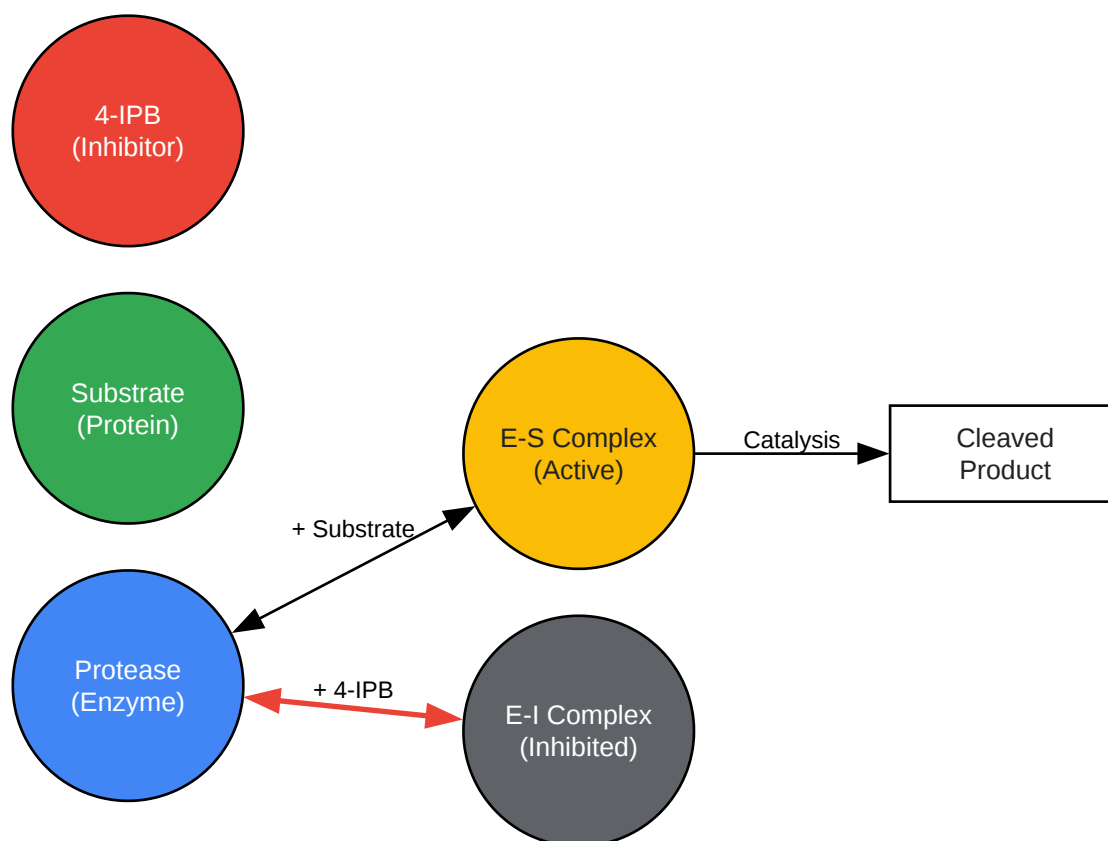 4-IPB
(Inhibitor)
Substrate
(Protein)
E-S Complex
(Active)
Catalysis
Cleaved
Product
+ Substrate
Protease
(Enzyme)
+ 4-IPB
E-I Complex
(Inhibited)